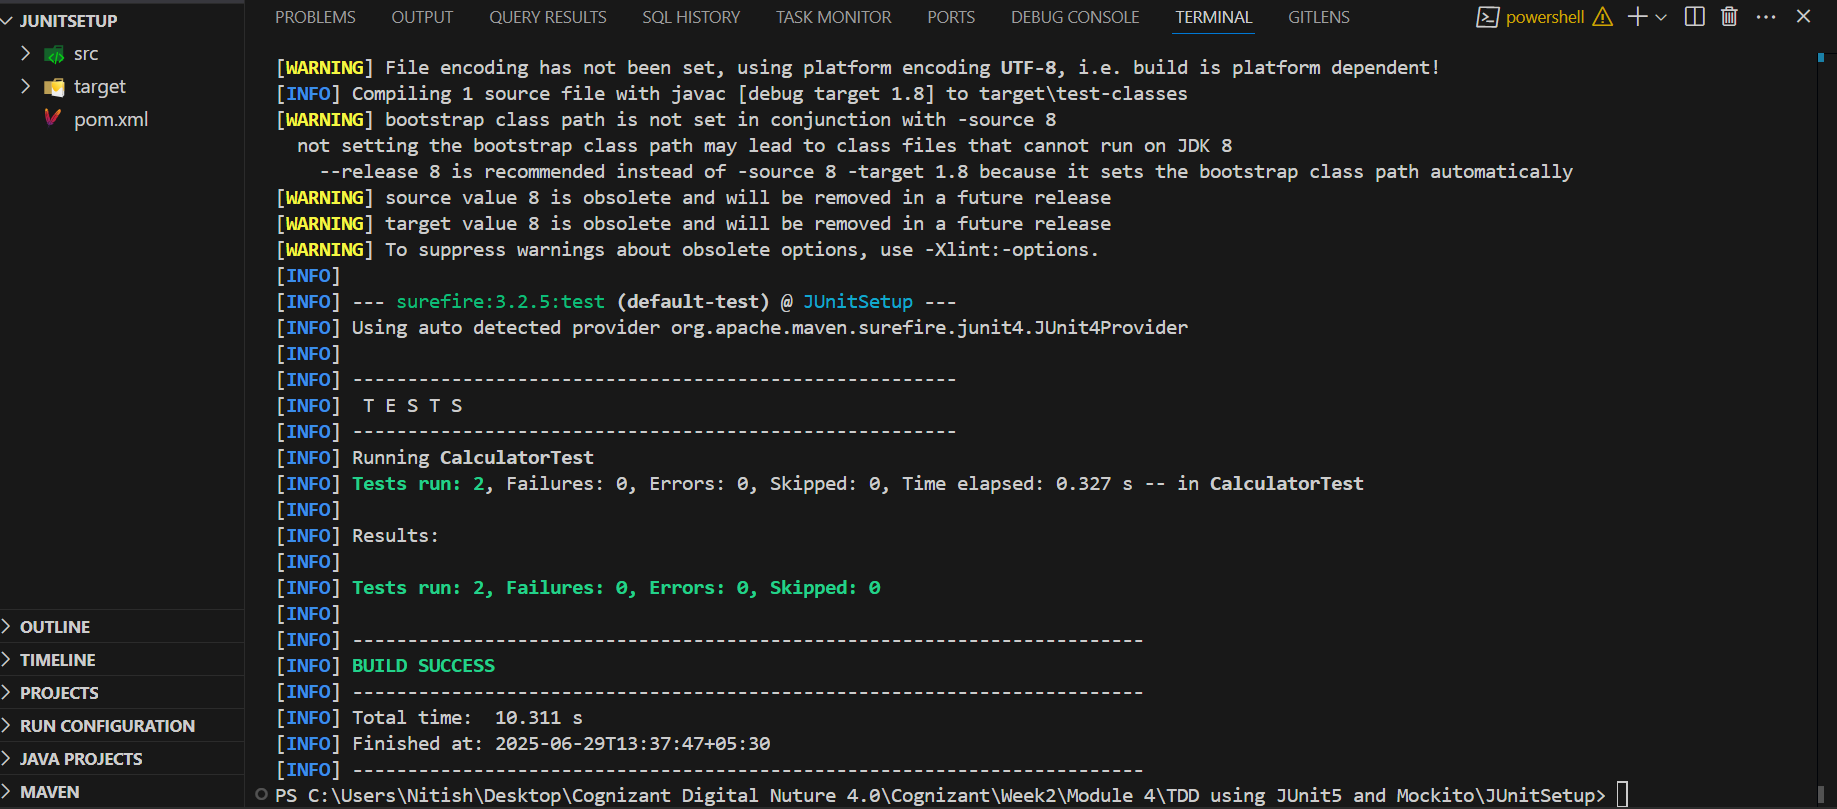 JUNITSETUP
src
target
pom.xml
OUTLINE
TIMELINE
PROJECTS
RUN CONFIGURATION
JAVA PROJECTS
MAVEN
PROBLEMS OUTPUT QUERY RESULTS SQL HISTORY TASK MONITOR PORTS DEBUG CONSOLE TERMINAL GITLENS powershell
[WARNING] File encoding has not been set, using platform encoding UTF-8, i.e. build is platform dependent!
[INFO] Compiling 1 source file with javac [debug target 1.8] to target\test-classes
[WARNING] bootstrap class path is not set in conjunction with -source 8
not setting the bootstrap class path may lead to class files that cannot run on JDK 8
--release 8 is recommended instead of -source 8 -target 1.8 because it sets the bootstrap class path automatically
[WARNING] source value 8 is obsolete and will be removed in a future release
[WARNING] target value 8 is obsolete and will be removed in a future release
[WARNING] To suppress warnings about obsolete options, use -Xlint:-options.
[INFO]
[INFO] --- surefire:3.2.5:test (default-test) @ JUnitSetup ---
[INFO] Using auto detected provider org.apache.maven.surefire.junit4.JUnit4Provider
[INFO]
[INFO] -------------------------------------------------------
[INFO]  T E S T S
[INFO] -------------------------------------------------------
[INFO] Running CalculatorTest
[INFO] Tests run: 2, Failures: 0, Errors: 0, Skipped: 0, Time elapsed: 0.327 s -- in CalculatorTest
[INFO]
[INFO] Results:
[INFO]
[INFO] Tests run: 2, Failures: 0, Errors: 0, Skipped: 0
[INFO]
[INFO] ------------------------------------------------------------------------
[INFO] BUILD SUCCESS
[INFO] ------------------------------------------------------------------------
[INFO] Total time:  10.311 s
[INFO] Finished at: 2025-06-29T13:37:47+05:30
[INFO] ------------------------------------------------------------------------
PS C:\Users\Nitish\Desktop\Cognizant Digital Nuture 4.0\Cognizant\Week2\Module 4\TDD using JUnit5 and Mockito\JUnitSetup>